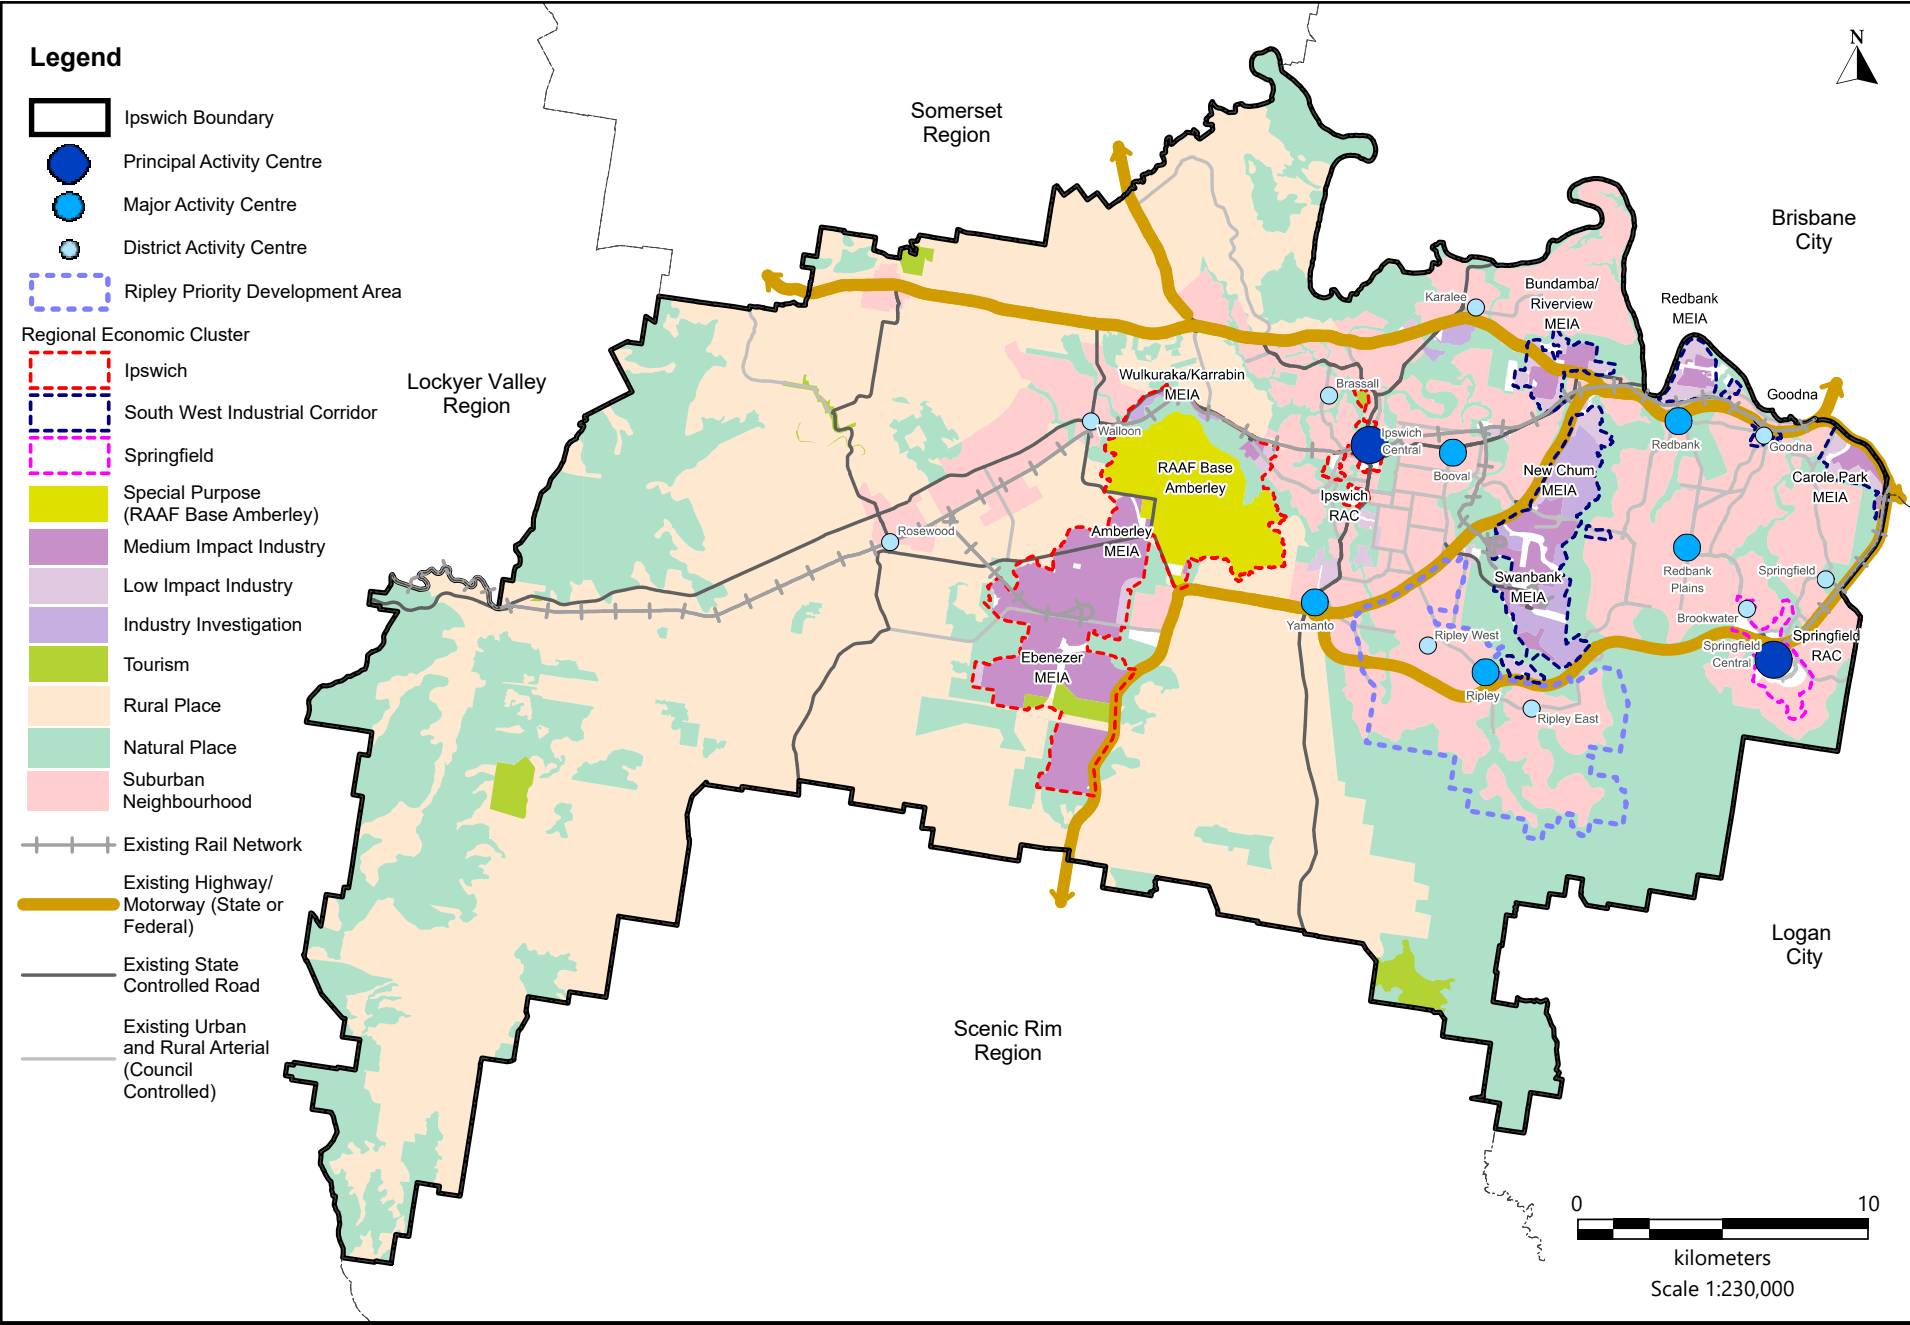 Legend
Ipswich Boundary
Principal Activity Centre
Major Activity Centre
District Activity Centre
Ripley Priority Development Area
Regional Economic Cluster
Ipswich
South West Industrial Corridor
Springfield
Special Purpose
(RAAF Base Amberley)
Medium Impact Industry
Low Impact Industry
Industry Investigation
Tourism
Rural Place
Natural Place
Suburban
Neighbourhood
Existing Rail Network
Existing Highway/
Motorway (State or
Federal)
Existing State
Controlled Road
Existing Urban
and Rural Arterial
(Council
Controlled)
N
Somerset
Region
Brisbane
City
Lockyer Valley
Region
Scenic Rim
Region
Logan
City
Karalee
Bundamba/
Riverview
MEIA
Redbank
MEIA
Goodna
Wulkuraka/Karrabin
MEIA
Brassall
Walloon
Ipswich
Central
Booval
Redbank
Goodna
RAAF Base
Amberley
New Chum
MEIA
Carole Park
MEIA
Ipswich
RAC
Rosewood
Amberley
MEIA
Swanbank
MEIA
Redbank
Plains
Springfield
Brookwater
Yamanto
Ripley West
Springfield
Central
Springfield
RAC
Ebenezer
MEIA
Ripley
Ripley East
0 10
kilometers
Scale 1:230,000